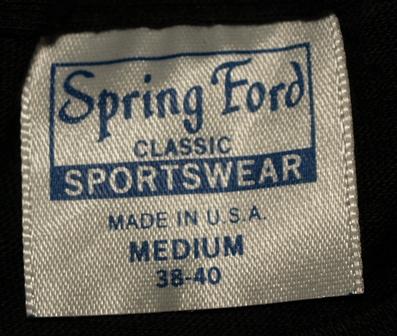 Spring Ford
CLASSIC
SPORTSWEAR
MADE IN U.S.A.
MEDIUM
38-40